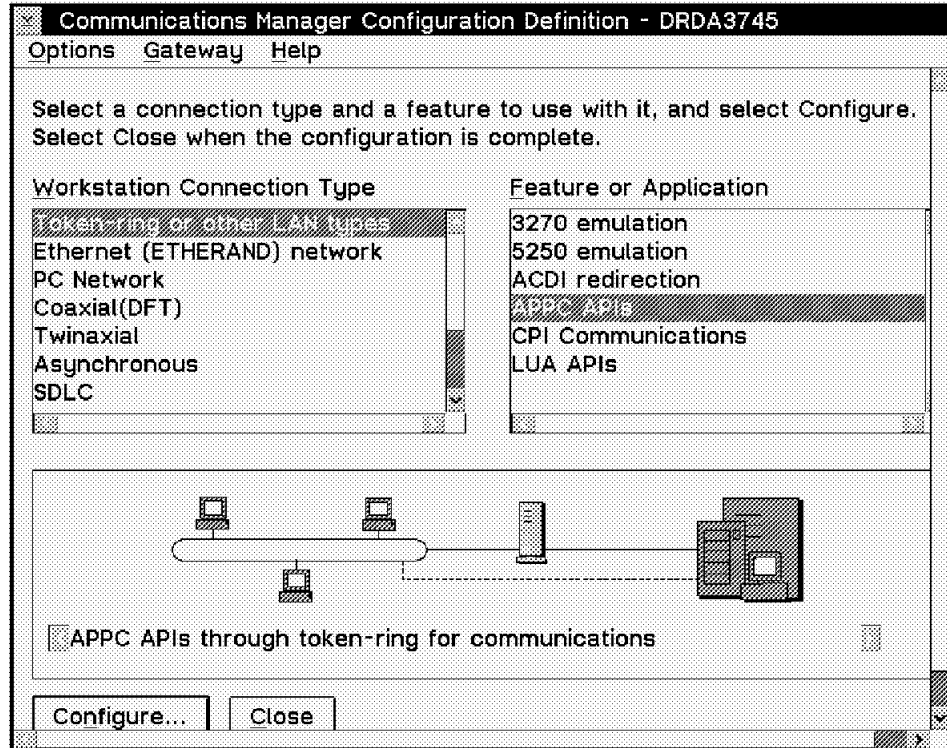 Communications Manager Configuration Definition - DRDA3745
Options Gateway Help
Select a connection type and a feature to use with it, and select Configure.
Select Close when the configuration is complete.
Workstation Connection Type
Token-ring or other LAN types
Ethernet (ETHERAND) network
PC Network
Coaxial(DFT)
Twinaxial
Asynchronous
SDLC
Feature or Application
3270 emulation
5250 emulation
ACDI redirection
APPC APIs
CPI Communications
LUA APIs
APPC APIs through token-ring for communications
Configure... Close